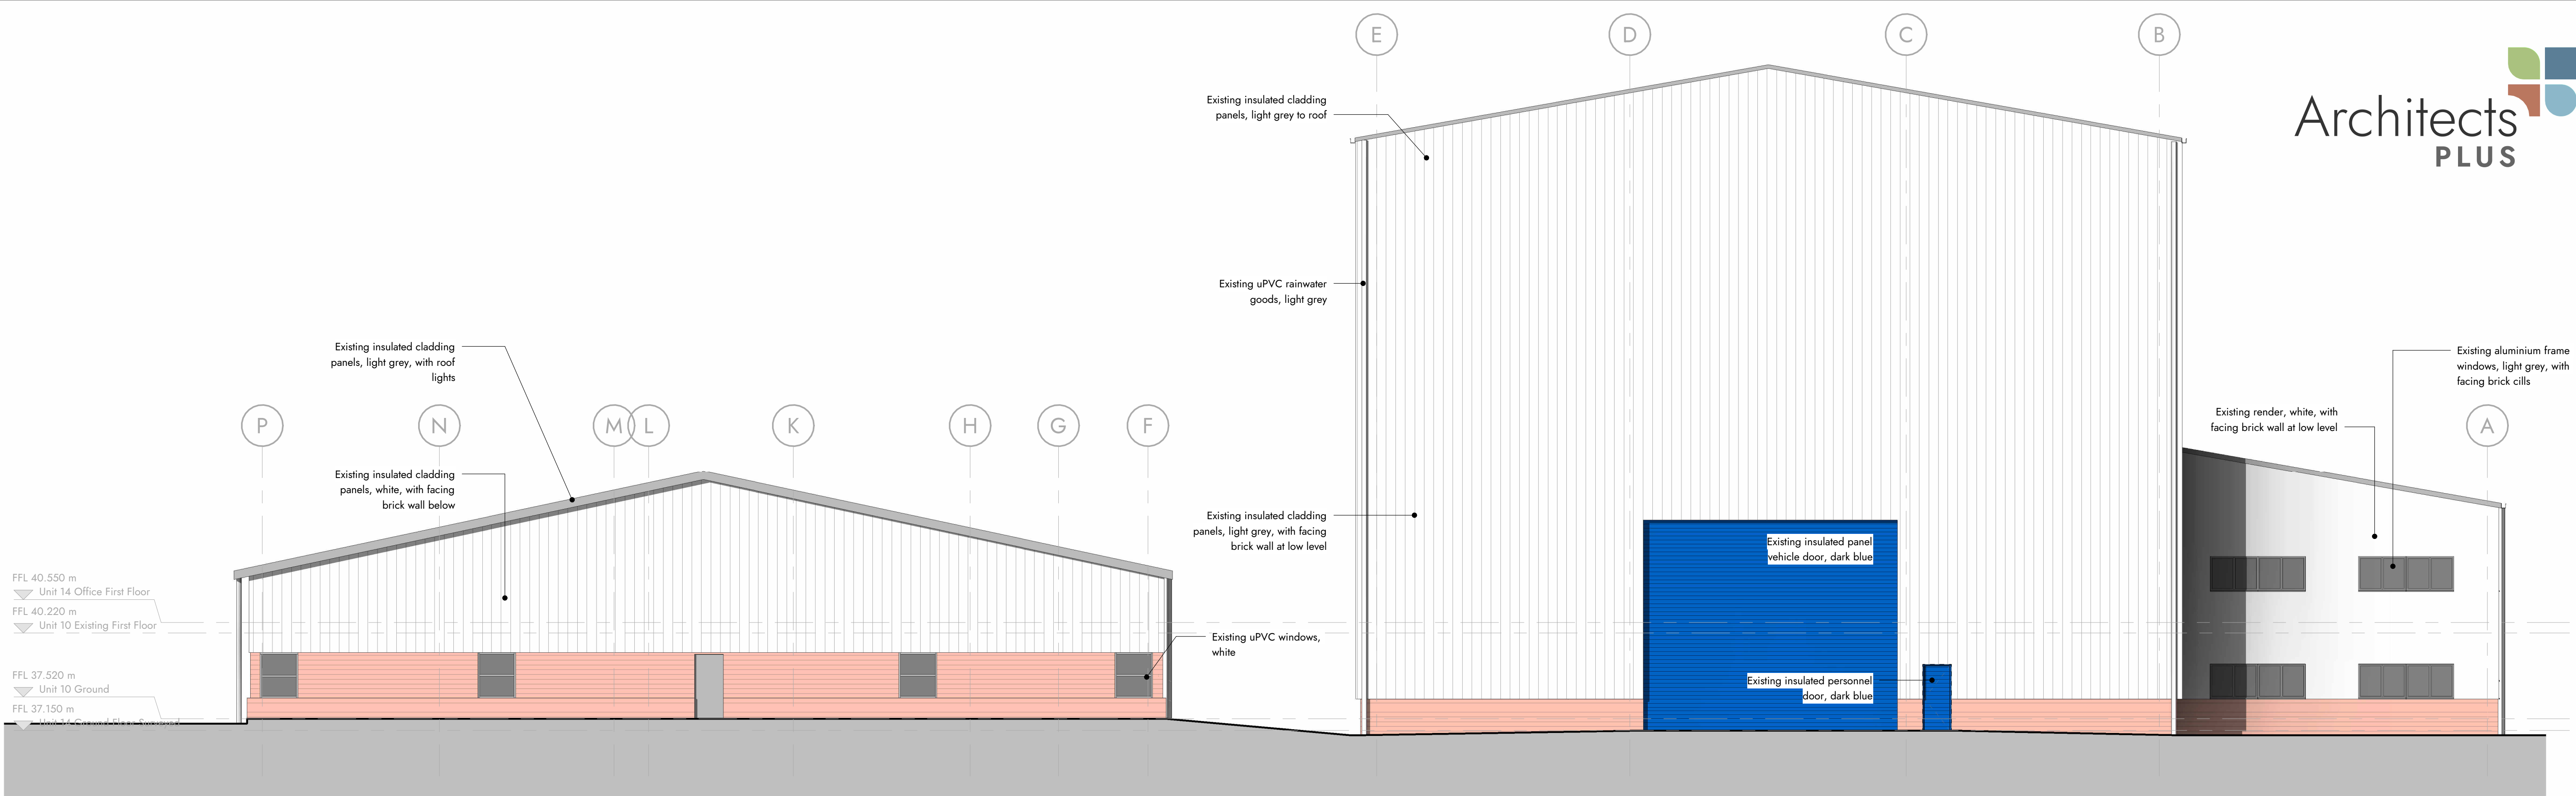 E
D
C
B
Architects
PLUS
Existing insulated cladding
panels, light grey to roof
Existing uPVC rainwater
goods, light grey
Existing insulated cladding
panels, light grey, with roof
lights
Existing aluminium frame
windows, light grey, with
facing brick cills
Existing render, white, with
facing brick wall at low level
P
N
M
L
K
H
G
F
A
Existing insulated cladding
panels, white, with facing
brick wall below
Existing insulated cladding
panels, light grey, with facing
brick wall at low level
Existing insulated panel
vehicle door, dark blue
FFL 40.550 m
Unit 14 Office First Floor
FFL 40.220 m
Unit 10 Existing First Floor
Existing uPVC windows,
white
FFL 37.520 m
Unit 10 Ground
Existing insulated personnel
door, dark blue
FFL 37.150 m
Unit 14 Ground Floor Surveyed